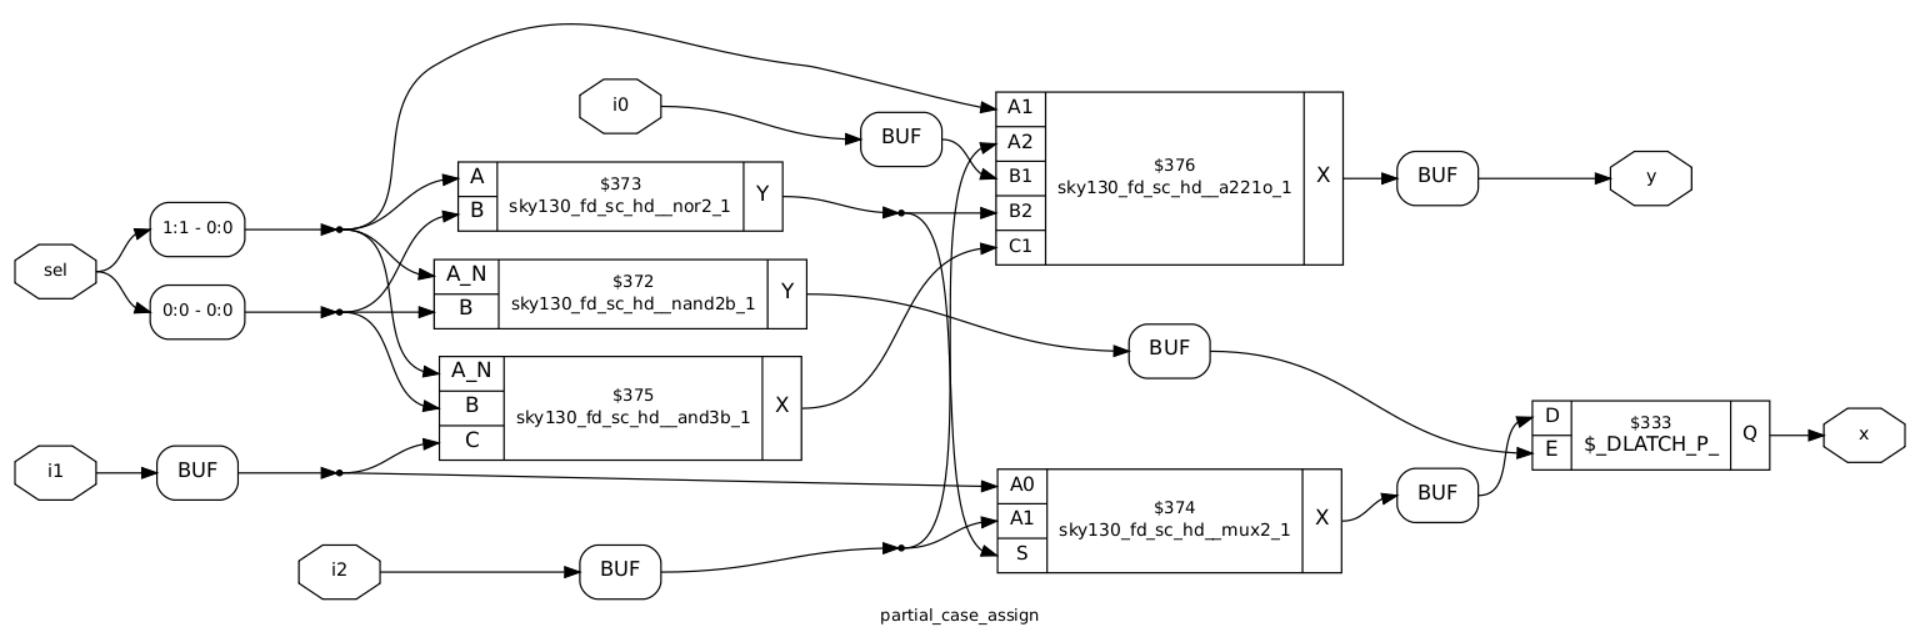 i0
BUF
A1
A2
B1
B2
C1
$376
sky130_fd_sc_hd__a221o_1
X
BUF
y
A
B
$373
sky130_fd_sc_hd__nor2_1
Y
sel
1:1 - 0:0
0:0 - 0:0
A_N
B
$372
sky130_fd_sc_hd__nand2b_1
Y
BUF
A_N
B
C
$375
sky130_fd_sc_hd__and3b_1
X
D
E
$333
$_DLATCH_P_
Q
x
i1
BUF
A0
A1
S
$374
sky130_fd_sc_hd__mux2_1
X
BUF
i2
BUF
partial_case_assign